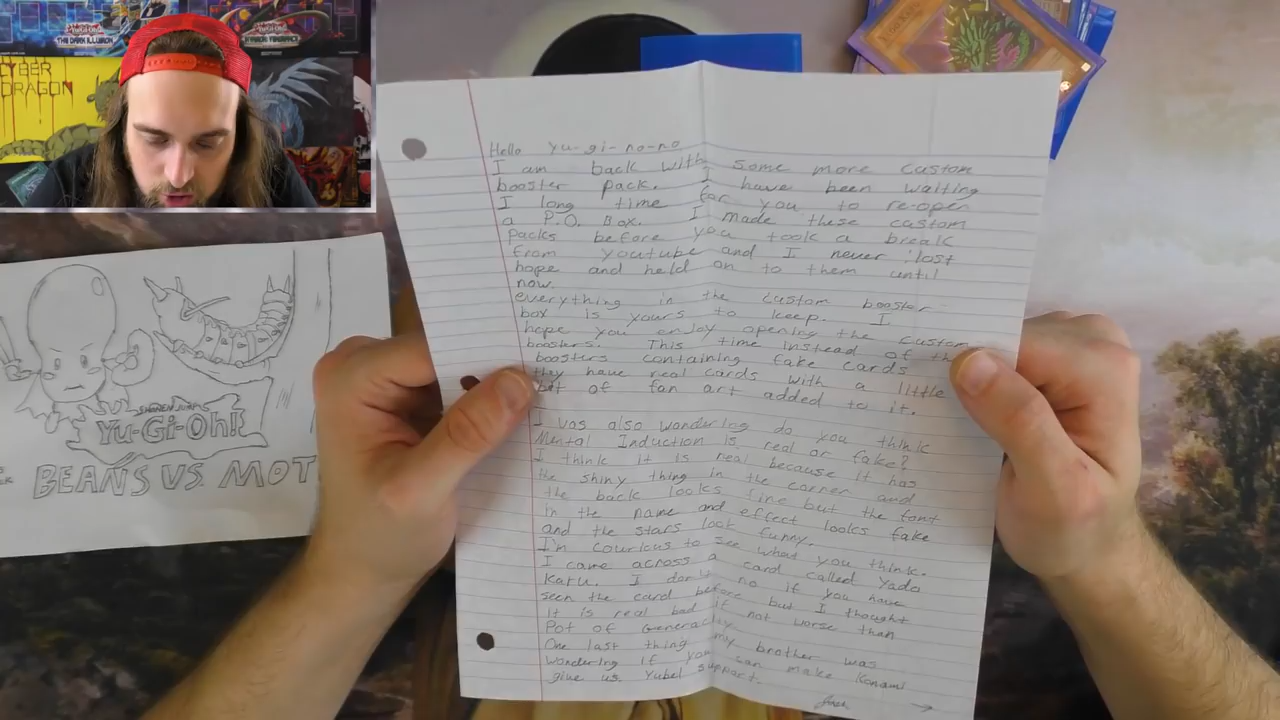 THE DARK ILLUSION
CYBER
DRAGON
Hello yu-gi-no-no
I am back with some more custom
booster pack. I have been waiting
I long time for you to re-open
a P.O. Box. I made these custom
packs before you took a break
from youtube and I never lost
hope and held on to them until
now.
everything in the custom booster
box is yours to keep. I
hope you enjoy opening the custom
boosters. This time instead of the
boosters containing fake cards
they have real cards with a little
bit of fan art added to it.
I was also wondering do you think
Mental Induction is real or fake?
I think it is real because it has
the shiny thing in the corner and
the back looks fine but the font
in the name and effect looks fake
and the stars look funny.
I'm courious to see what you think.
I came across a card called Yada
Karu. I don't no if you have
seen the card before but I thought
it is real bad if not worse than
Pot of Generacity
One last thing my brother was
wondering if you can make Konami
give us Yubel support.
SHONEN JUMP
Yu-Gi-Oh!
BEANS VS MOT